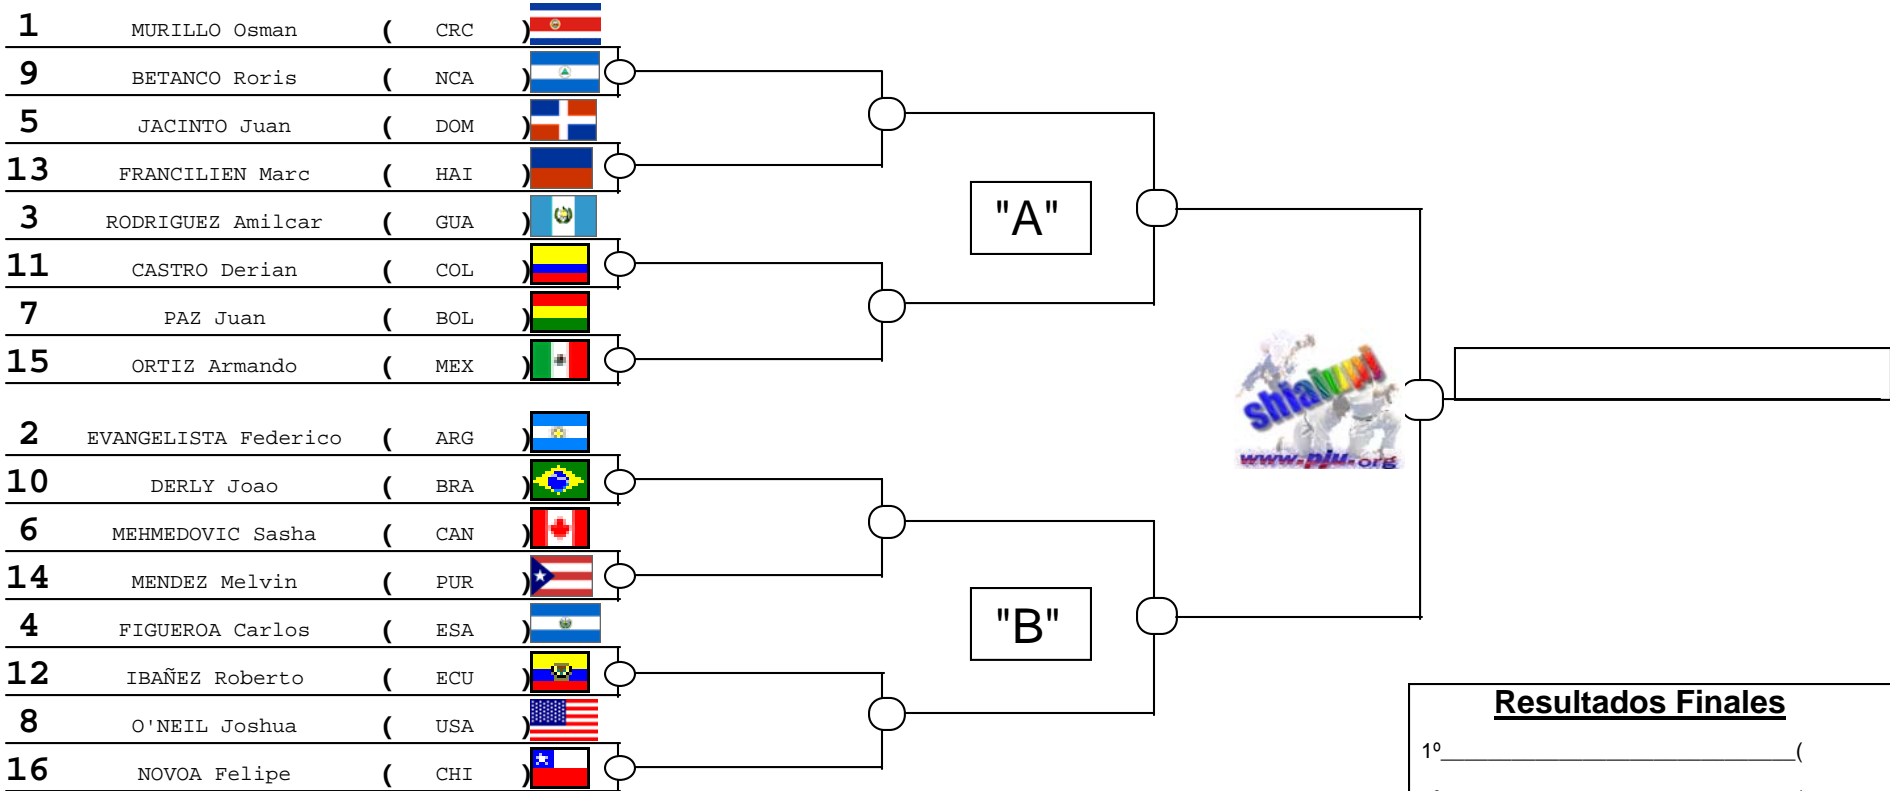 1 MURILLO Osman ( CRC )
9 BETANCO Roris ( NCA )
5 JACINTO Juan ( DOM )
13 FRANCILIEN Marc ( HAI )
3 RODRIGUEZ Amilcar ( GUA )
11 CASTRO Derian ( COL )
7 PAZ Juan ( BOL )
15 ORTIZ Armando ( MEX )
"A"
shiai
www.pju.org
2 EVANGELISTA Federico ( ARG )
10 DERLY Joao ( BRA )
6 MEHMEDOVIC Sasha ( CAN )
14 MENDEZ Melvin ( PUR )
4 FIGUEROA Carlos ( ESA )
12 IBAÑEZ Roberto ( ECU )
8 O'NEIL Joshua ( USA )
16 NOVOA Felipe ( CHI )
"B"
Resultados Finales
1º__________________________________(